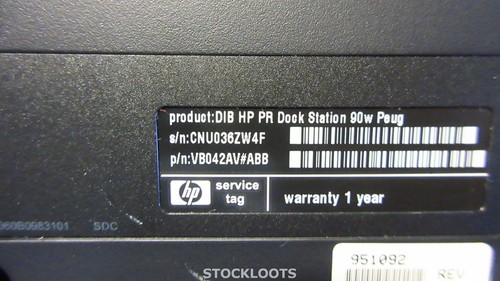 product:DIB HP PR Dock Station 90w Peug
s/n:CNU036ZW4F
p/n:VB042AV#ABB
hp service tag warranty 1 year
060B0983101 SDC
951092
REV
STOCKLOOTS